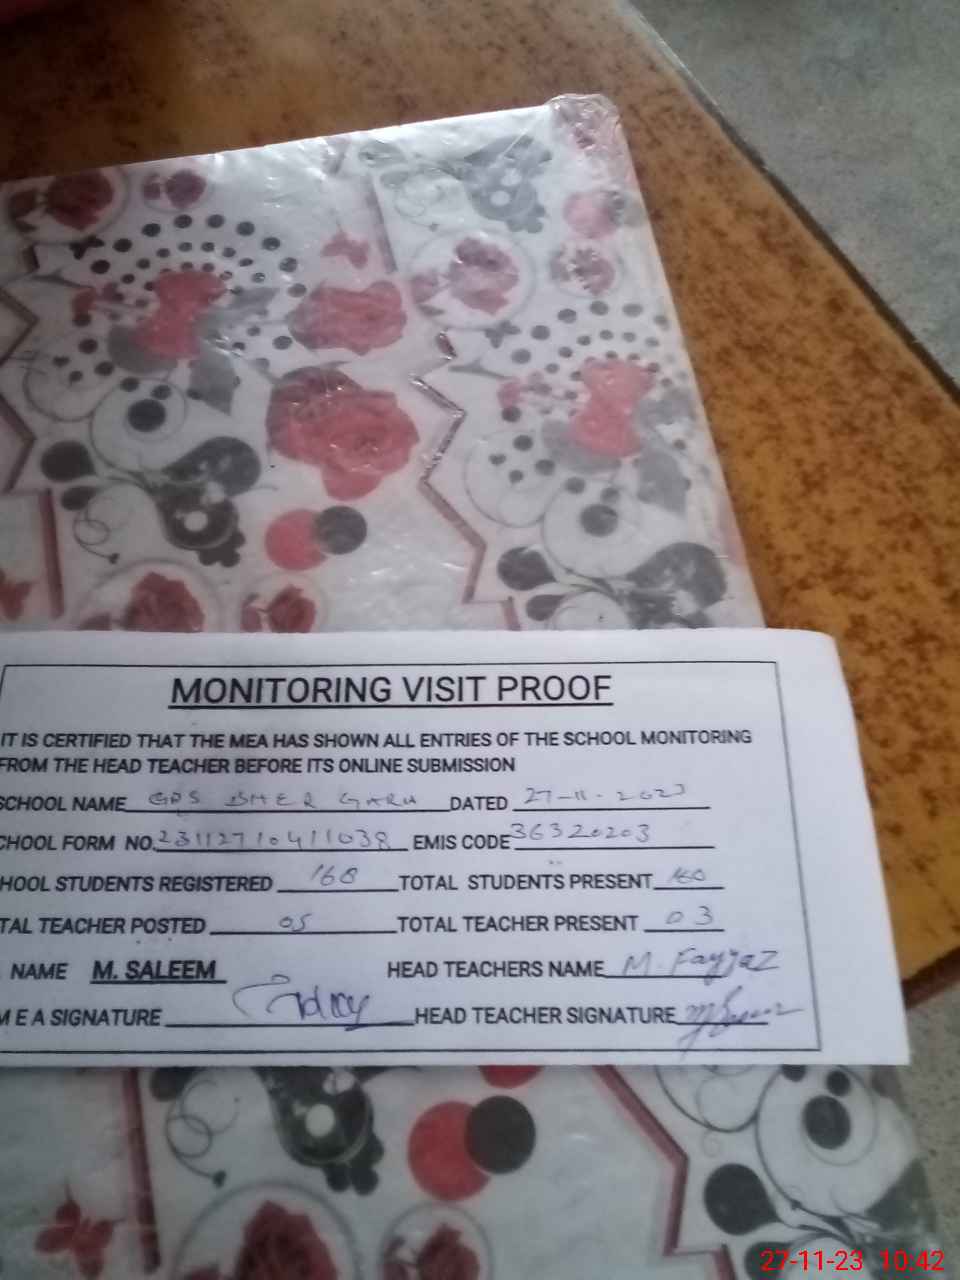 MONITORING VISIT PROOF
IT IS CERTIFIED THAT THE MEA HAS SHOWN ALL ENTRIES OF THE SCHOOL MONITORING
FROM THE HEAD TEACHER BEFORE ITS ONLINE SUBMISSION
SCHOOL NAME GPS SHER GARH DATED 27-11-2023
CHOOL FORM NO. 23112710411038 EMIS CODE 36320203
HOOL STUDENTS REGISTERED 168 TOTAL STUDENTS PRESENT 160
TAL TEACHER POSTED 05 TOTAL TEACHER PRESENT 03
NAME M. SALEEM HEAD TEACHERS NAME M. Fayyaz
M E A SIGNATURE HEAD TEACHER SIGNATURE
27-11-23 10:42